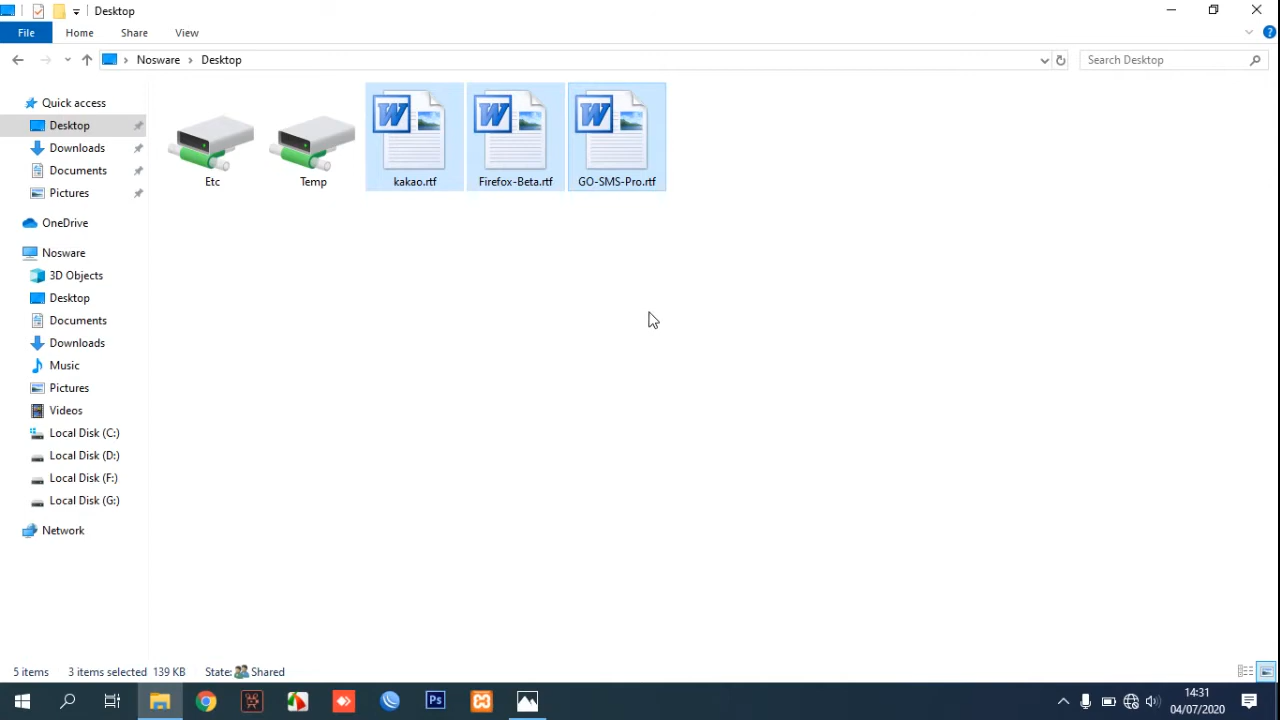 Desktop
File Home Share View
Nosware Desktop
Search Desktop
Quick access
Desktop
Downloads
Documents
Pictures
OneDrive
Nosware
3D Objects
Desktop
Documents
Downloads
Music
Pictures
Videos
Local Disk (C:)
Local Disk (D:)
Local Disk (F:)
Local Disk (G:)
Network
Etc
Temp
kakao.rtf
Firefox-Beta.rtf
GO-SMS-Pro.rtf
5 items 3 items selected 139 KB State: Shared
Ps
14:31
04/07/2020